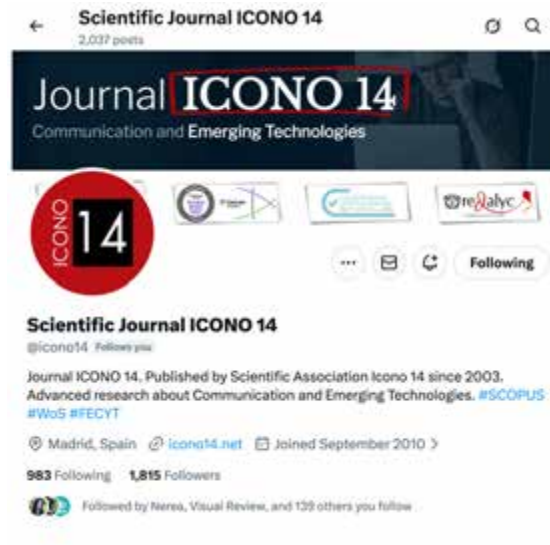 Scientific Journal ICONO 14
2,037 posts
Journal ICONO 14
Communication and Emerging Technologies
ICONO
14
re@alyc
Following
Scientific Journal ICONO 14
@icono14 Follows you
Journal ICONO 14. Published by Scientific Association Icono 14 since 2003.
Advanced research about Communication and Emerging Technologies. #SCOPUS
#WoS #FECYT
Madrid, Spain icono14.net Joined September 2010
983 Following 1,815 Followers
Followed by Nerea, Visual Review, and 139 others you follow